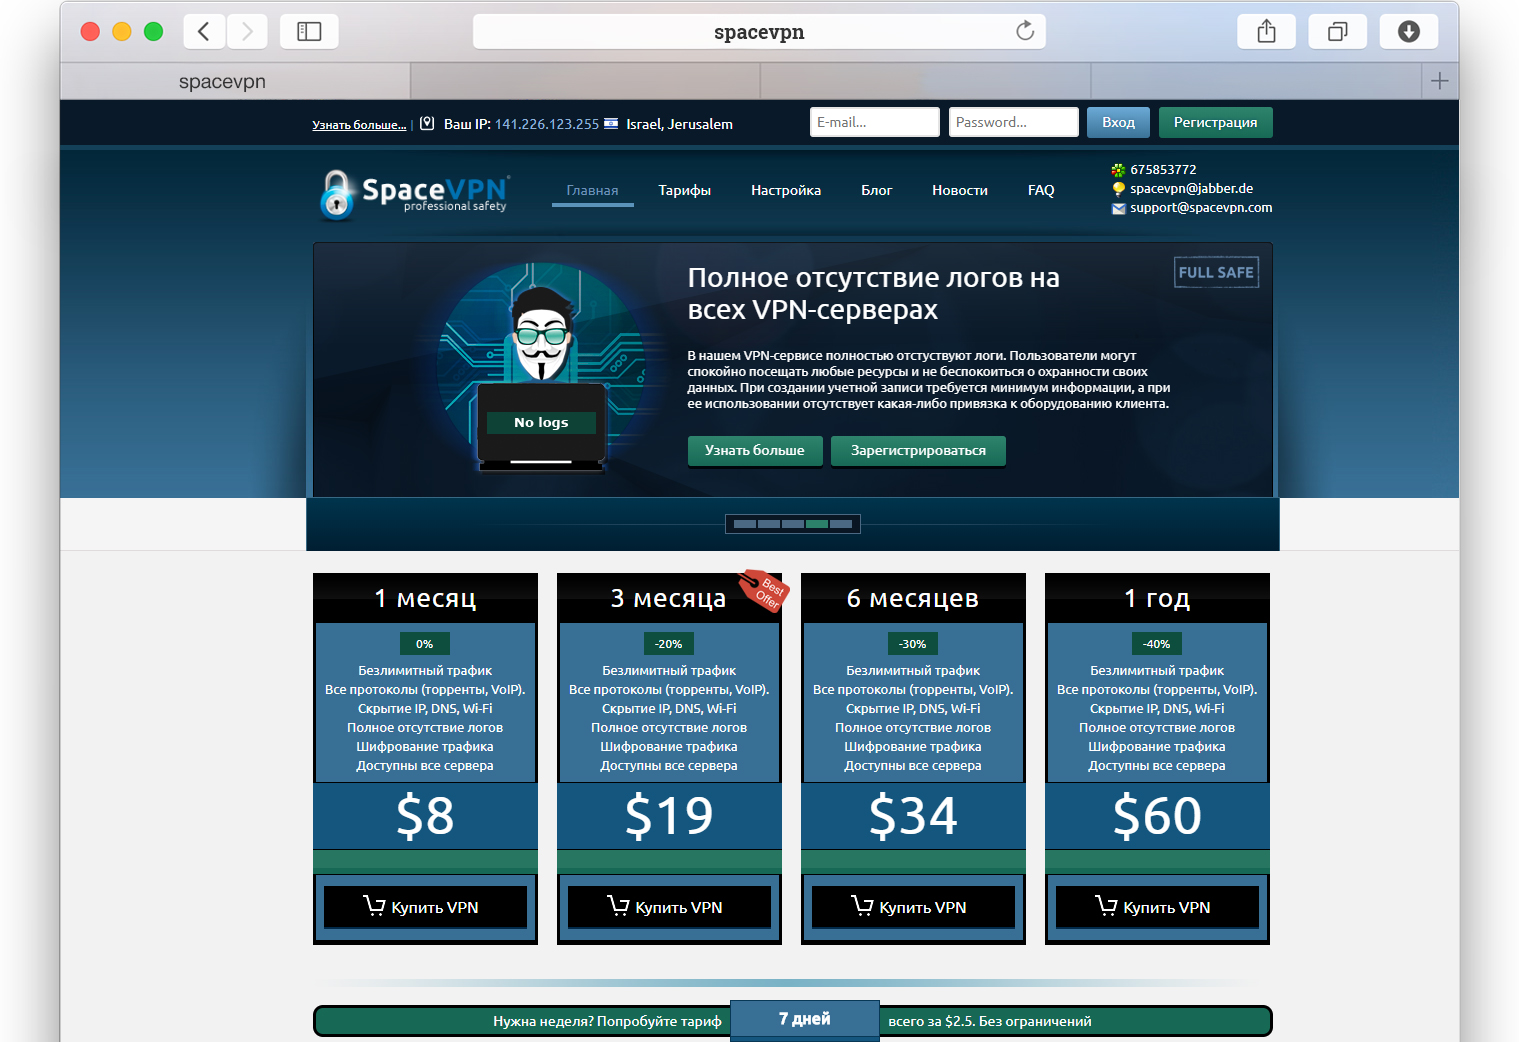 spacevpn
spacevpn
Узнать больше... | Ваш IP: 141.226.123.255 Israel, Jerusalem
E-mail... Password... Вход Регистрация
SpaceVPN®
professional safety
Главная Тарифы Настройка Блог Новости FAQ
675853772
spacevpn@jabber.de
support@spacevpn.com
No logs
Полное отсутствие логов на
всех VPN-серверах
FULL SAFE
В нашем VPN-сервисе полностью отстуствуют логи. Пользователи могут
спокойно посещать любые ресурсы и не беспокоиться о охранности своих
данных. При создании учетной записи требуется минимум информации, а при
ее использовании отсутствует какая-либо привязка к оборудованию клиента.
Узнать больше Зарегистрироваться
1 месяц
0%
Безлимитный трафик
Все протоколы (торренты, VoIP).
Скрытие IP, DNS, Wi-Fi
Полное отсутствие логов
Шифрование трафика
Доступны все сервера
$8
Купить VPN
3 месяца
Best
Offer
-20%
Безлимитный трафик
Все протоколы (торренты, VoIP).
Скрытие IP, DNS, Wi-Fi
Полное отсутствие логов
Шифрование трафика
Доступны все сервера
$19
Купить VPN
6 месяцев
-30%
Безлимитный трафик
Все протоколы (торренты, VoIP).
Скрытие IP, DNS, Wi-Fi
Полное отсутствие логов
Шифрование трафика
Доступны все сервера
$34
Купить VPN
1 год
-40%
Безлимитный трафик
Все протоколы (торренты, VoIP).
Скрытие IP, DNS, Wi-Fi
Полное отсутствие логов
Шифрование трафика
Доступны все сервера
$60
Купить VPN
Нужна неделя? Попробуйте тариф 7 дней всего за $2.5. Без ограничений